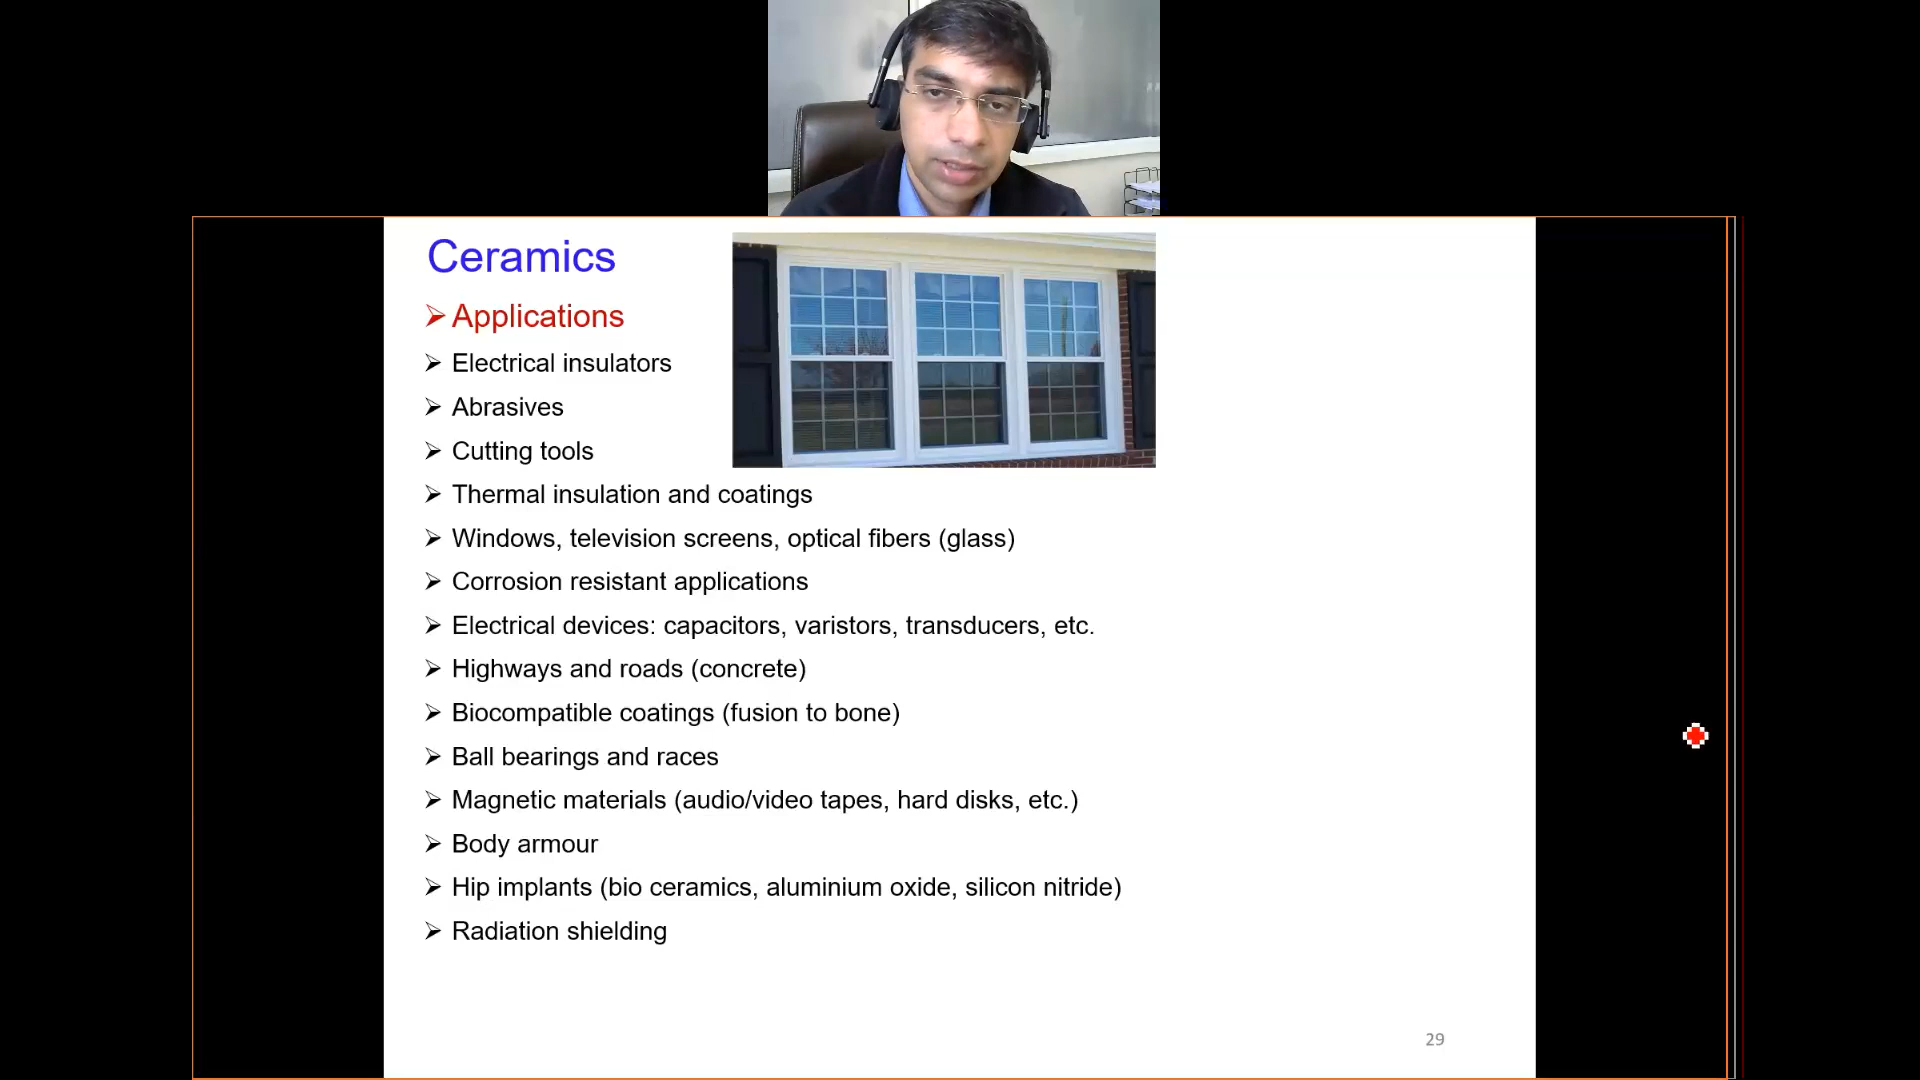 Ceramics
Applications
Electrical insulators
Abrasives
Cutting tools
Thermal insulation and coatings
Windows, television screens, optical fibers (glass)
Corrosion resistant applications
Electrical devices: capacitors, varistors, transducers, etc.
Highways and roads (concrete)
Biocompatible coatings (fusion to bone)
Ball bearings and races
Magnetic materials (audio/video tapes, hard disks, etc.)
Body armour
Hip implants (bio ceramics, aluminium oxide, silicon nitride)
Radiation shielding
29